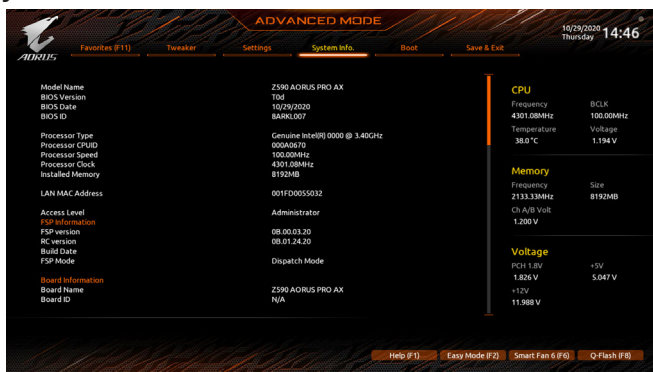 ADVANCED MODE
10/29/2020
Thursday 14:46
AORUS
Favorites (F11) Tweaker Settings System Info. Boot Save & Exit
Model Name Z590 AORUS PRO AX
BIOS Version T0d
BIOS Date 10/29/2020
BIOS ID 8ARKL007
Processor Type Genuine Intel(R) 0000 @ 3.40GHz
Processor CPUID 000A0670
Processor Speed 100.00MHz
Processor Clock 4301.08MHz
Installed Memory 8192MB
LAN MAC Address 001FD0055032
Access Level Administrator
FSP Information
FSP version 0B.00.03.20
RC version 0B.01.24.20
Build Date
FSP Mode Dispatch Mode
Board Information
Board Name Z590 AORUS PRO AX
Board ID N/A
CPU
Frequency BCLK
4301.08MHz 100.00MHz
Temperature Voltage
38.0 °C 1.194 V
Memory
Frequency Size
2133.33MHz 8192MB
Ch A/B Volt
1.200 V
Voltage
PCH 1.8V +5V
1.826 V 5.047 V
+12V
11.988 V
Help (F1) Easy Mode (F2) Smart Fan 6 (F6) Q-Flash (F8)